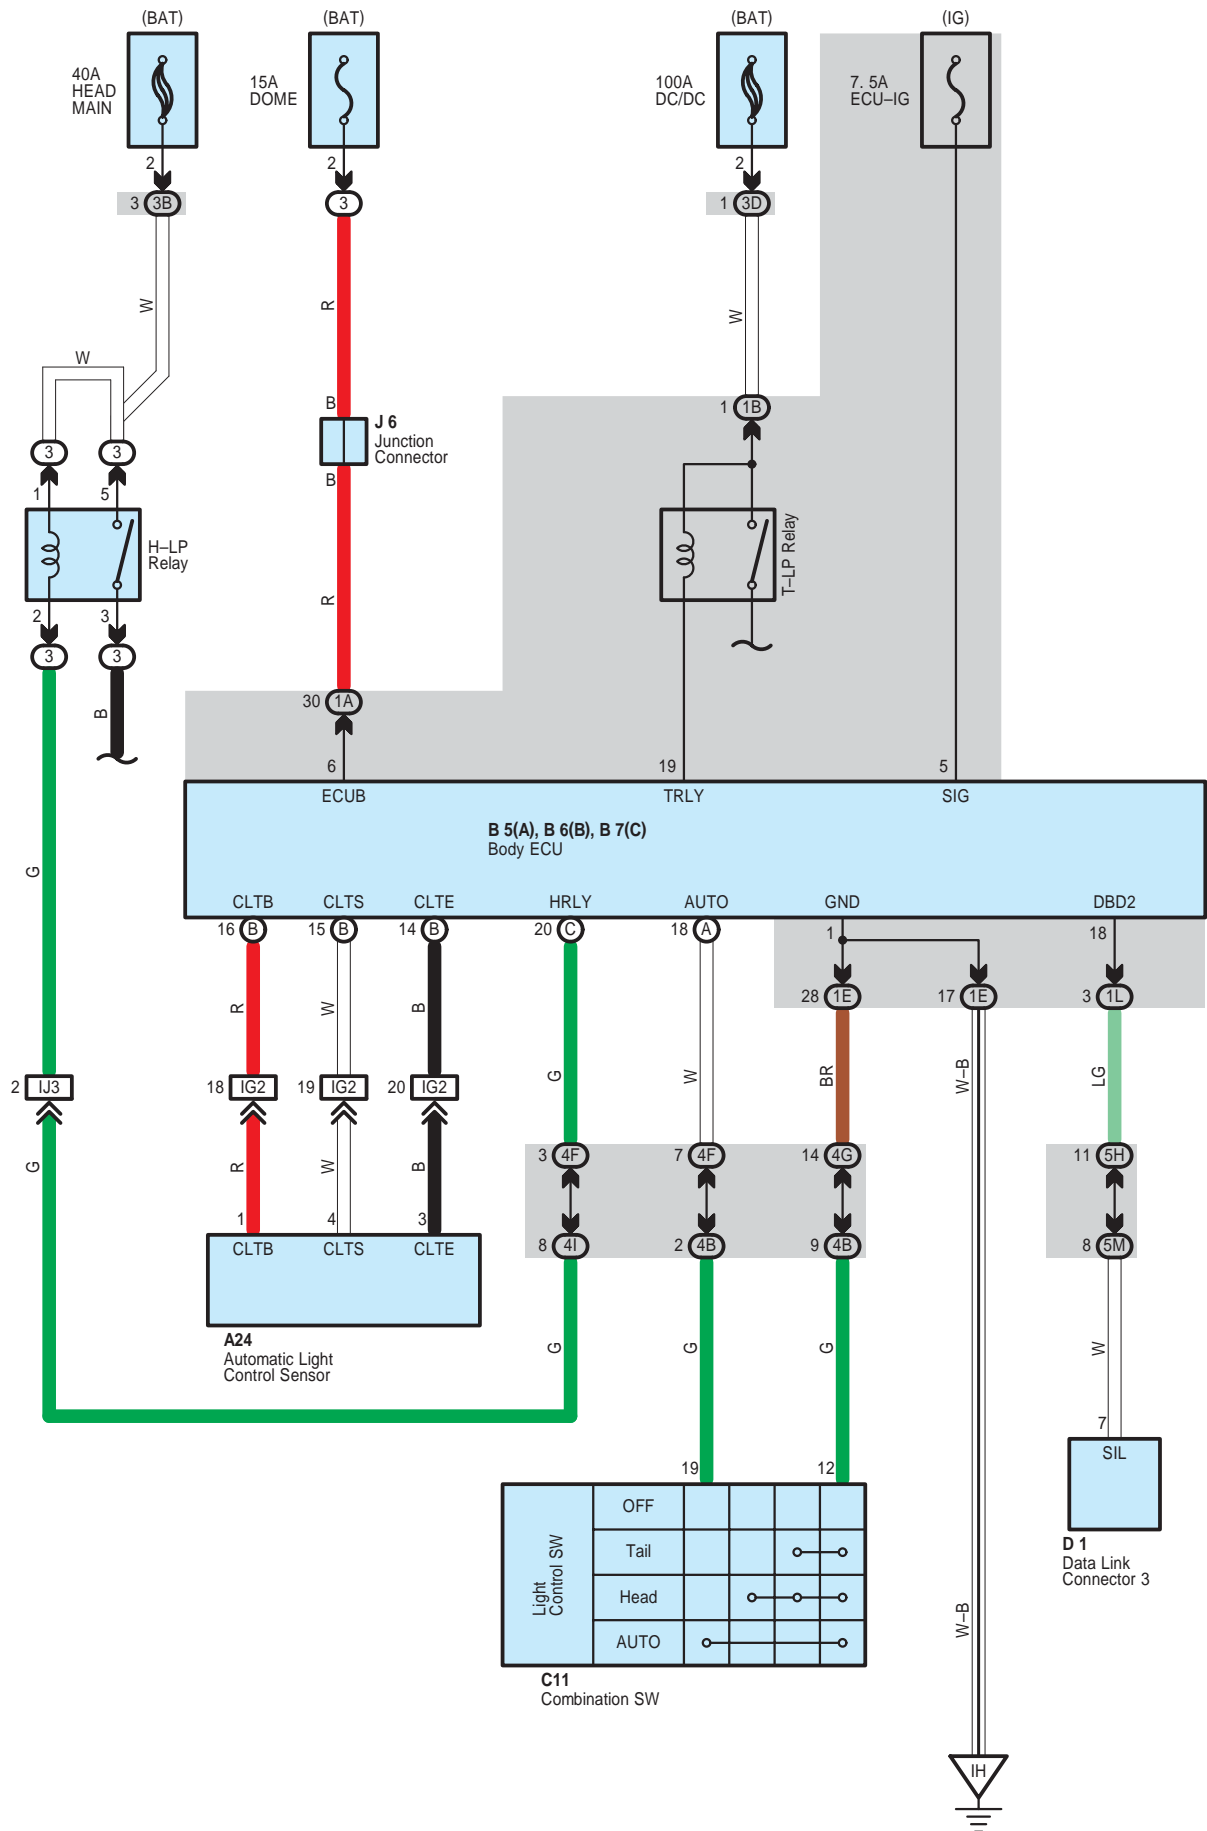 (BAT) (BAT) (BAT) (IG)
40A
HEAD
MAIN
15A
DOME
100A
DC/DC
7. 5A
ECU–IG
2 2 2
3 3B 3 1 3D
W R W
W
B
J 6
Junction
Connector
B
1 1B
3 3
1 5
H–LP
Relay
T–LP Relay
R
2 3
3 3
B
30 1A
6 19 5
ECUB TRLY SIG
B 5(A), B 6(B), B 7(C)
Body ECU
G
CLTB CLTS CLTE HRLY AUTO GND DBD2
16 B 15 B 14 B 20 C 18 A 1 18
28 1E 17 1E 3 1L
R W B G W BR W–B LG
2 IJ3 18 IG2 19 IG2 20 IG2
G R W B
3 4F 7 4F 14 4G 11 5H
1 4 3
CLTB CLTS CLTE
8 4I 2 4B 9 4B 8 5M
A24
Automatic Light
Control Sensor
G G G W
7
SIL
19 12
Light
Control SW
OFF
Tail
Head
AUTO
D 1
Data Link
Connector 3
W–B
C11
Combination SW
IH